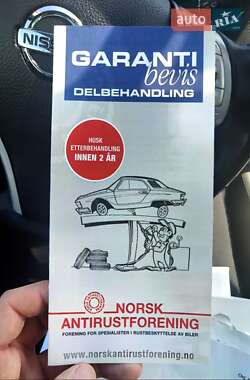 AUTO.RIA
NISSAN
GARANTI
bevis
DELBEHANDLING
HUSK
ETTERBEHANDLING
INNEN 2 ÅR
NORSK
ANTIRUSTFORENING
FORENING FOR SPESIALISTER I RUSTBESKYTTELSE AV BILER
www.norskantirustforening.no